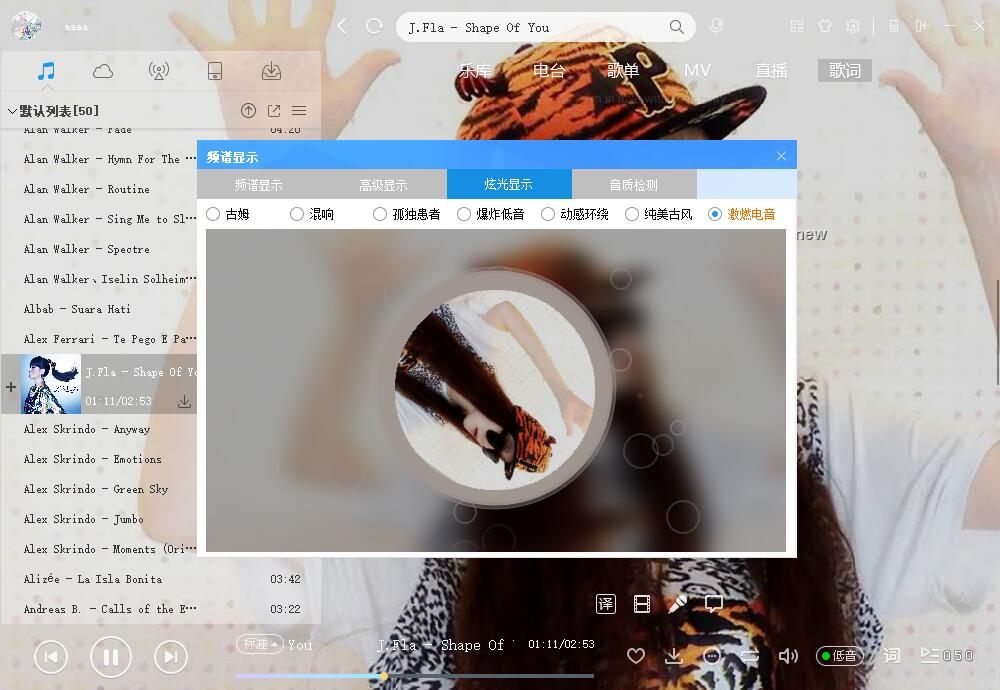 aaaa
J.Fla - Shape Of You
乐库 电台 歌单 MV 直播 歌词
默认列表[50]
Alan Walker - Fade 04:20
Alan Walker - Hymn For The ···
Alan Walker - Routine
Alan Walker - Sing Me to Sl···
Alan Walker - Spectre
Alan Walker、Iselin Solheim···
Albab - Suara Hati
Alex Ferrari - Te Pego E Pa···
J.Fla - Shape Of Yo
01:11/02:53
Alex Skrindo - Anyway
Alex Skrindo - Emotions
Alex Skrindo - Green Sky
Alex Skrindo - Jumbo
Alex Skrindo - Moments (Ori···
Alizée - La Isla Bonita 03:42
Andreas B. - Calls of the E··· 03:22
频谱显示
频谱显示 高级显示 炫光显示 音质检测
古姆 混响 孤独患者 爆炸低音 动感环绕 纯美古风 激燃电音
new
译
标准 You J.Fla - Shape Of 01:11/02:53
低音 词 050